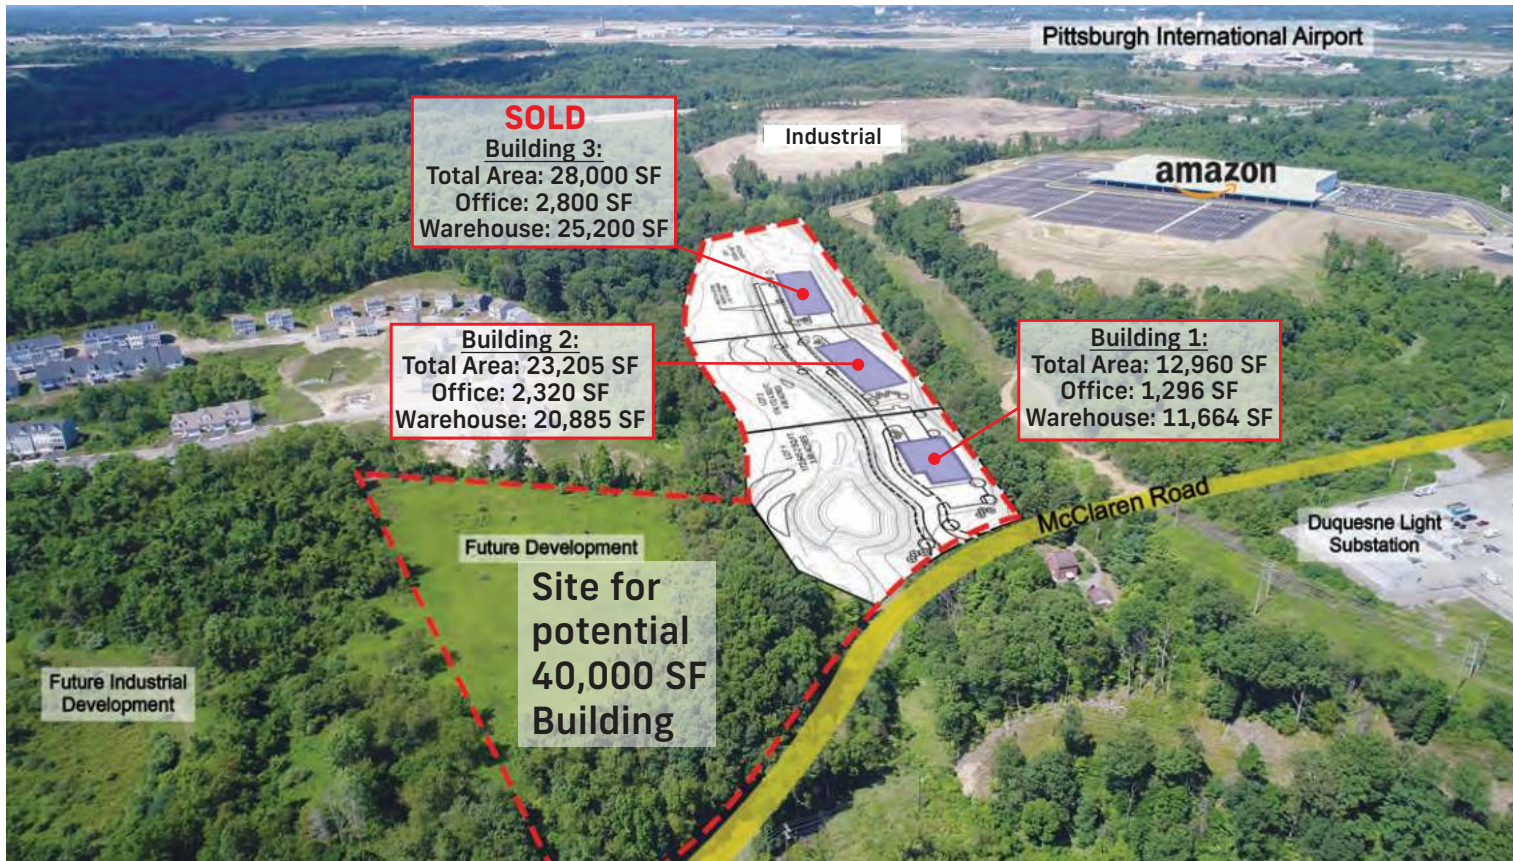 Pittsburgh International Airport
SOLD
Building 3:
Total Area: 28,000 SF
Office: 2,800 SF
Warehouse: 25,200 SF
Industrial
amazon
Building 2:
Total Area: 23,205 SF
Office: 2,320 SF
Warehouse: 20,885 SF
Building 1:
Total Area: 12,960 SF
Office: 1,296 SF
Warehouse: 11,664 SF
McClaren Road
Duquesne Light
Substation
Future Development
Site for
potential
40,000 SF
Building
Future Industrial
Development